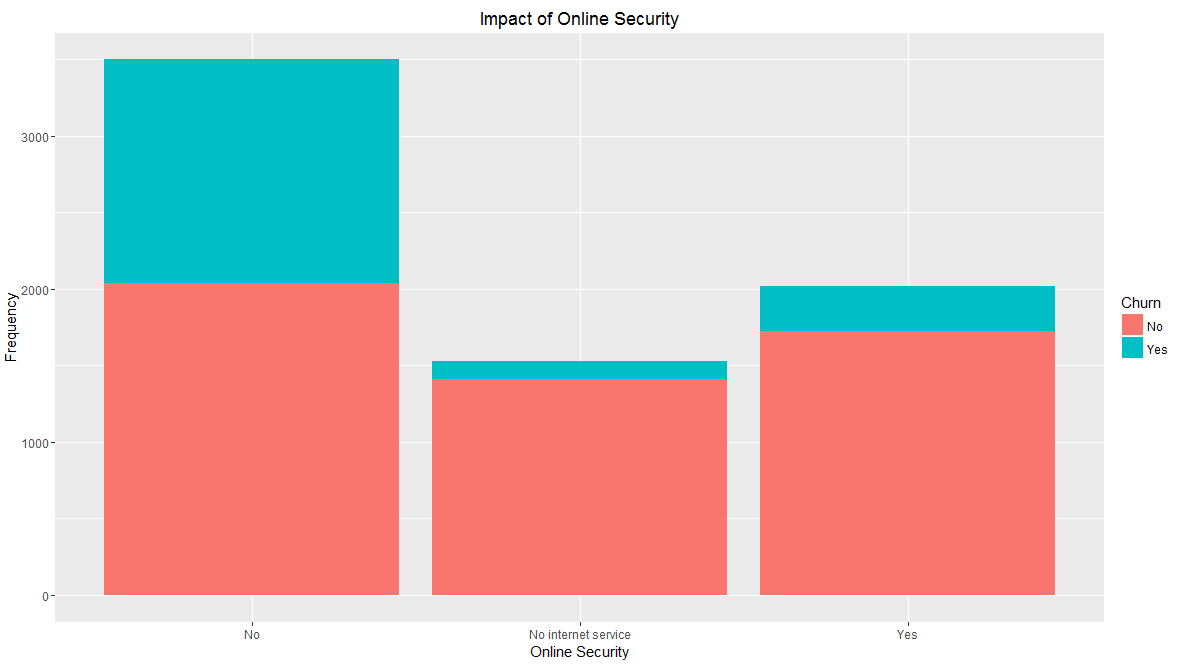 Impact of Online Security
Frequency
3000
2000
1000
0
No
No internet service
Yes
Online Security
Churn
No
Yes